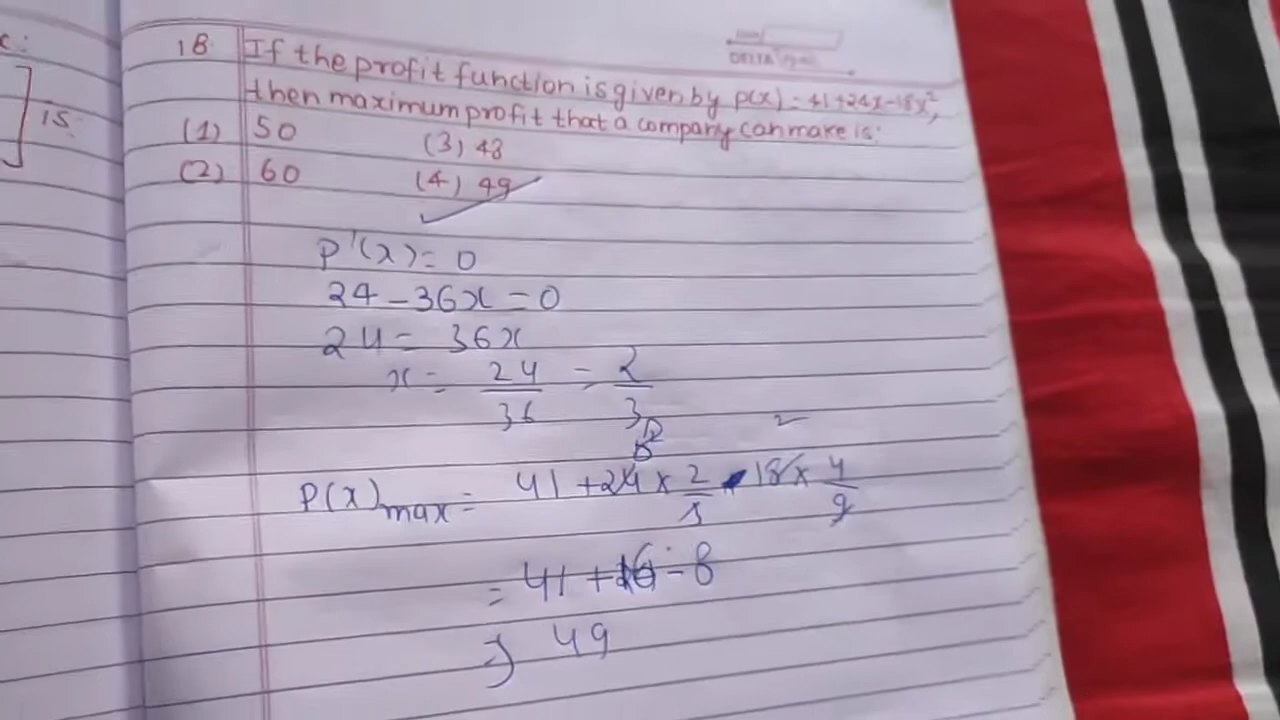 18 If the profit function is given by p(x) = 41 + 24x - 18x²,
is
then maximum profit that a company can make is:
(1) 50 (3) 43
(2) 60 (4) 49
P'(x) = 0
24 - 36x = 0
24 = 36x
x = 24/36 = 2/3
P(x)max = 41 + 24 x 2/3 - 18 x 4/9
= 41 + 16 - 8
⇒ 49